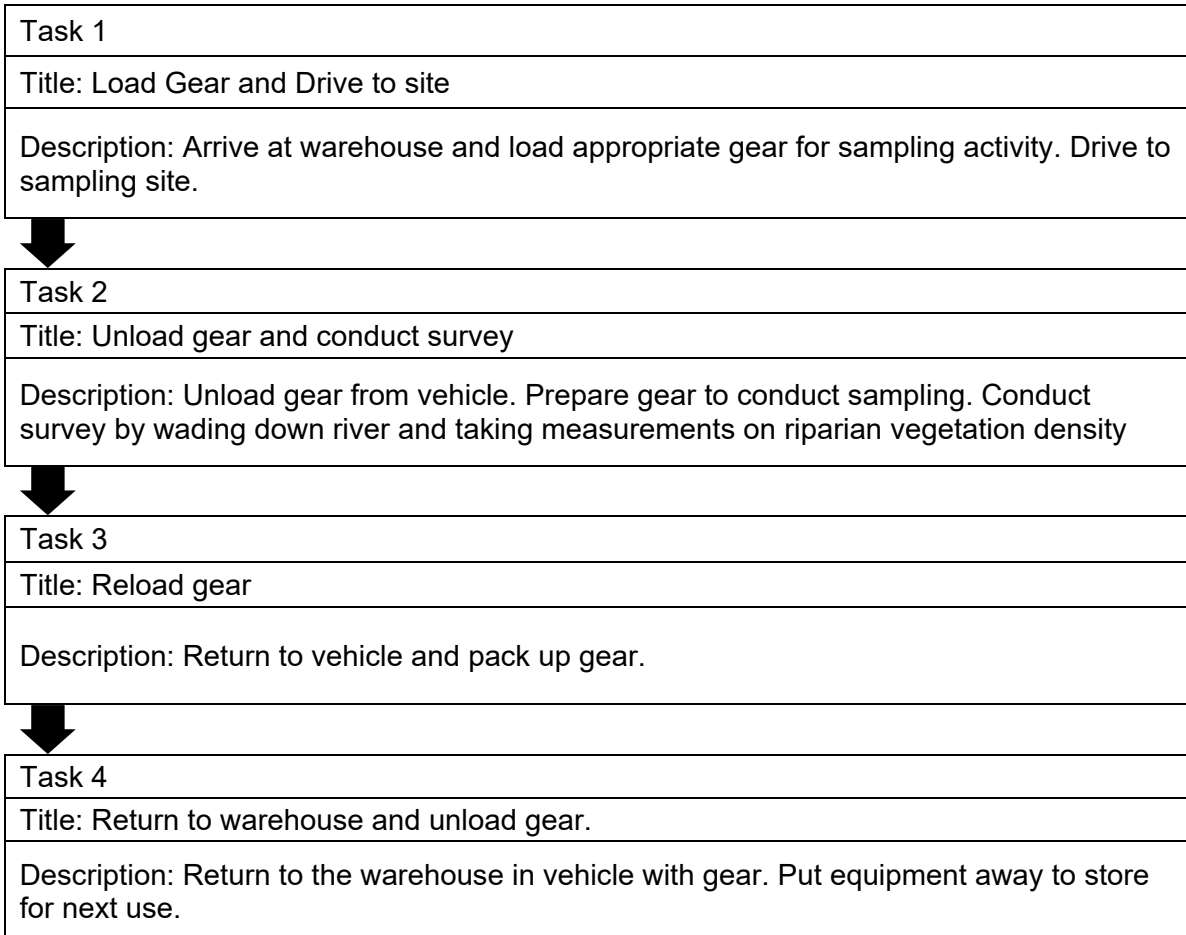 Task 1
Title: Load Gear and Drive to site
Description: Arrive at warehouse and load appropriate gear for sampling activity. Drive to
sampling site.
Task 2
Title: Unload gear and conduct survey
Description: Unload gear from vehicle. Prepare gear to conduct sampling. Conduct
survey by wading down river and taking measurements on riparian vegetation density
Task 3
Title: Reload gear
Description: Return to vehicle and pack up gear.
Task 4
Title: Return to warehouse and unload gear.
Description: Return to the warehouse in vehicle with gear. Put equipment away to store
for next use.